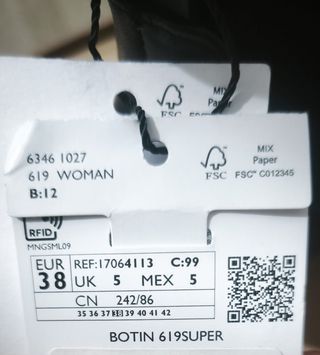 MIX
Paper
FSC
6346 1027
619 WOMAN
B:12
MIX
Paper
FSC™ C012345
FSC
RFID
MNGSML09
EUR 38
REF:17064113 C:99
UK 5 MEX 5
CN 242/86
35 36 37 38 39 40 41 42
BOTIN 619SUPER